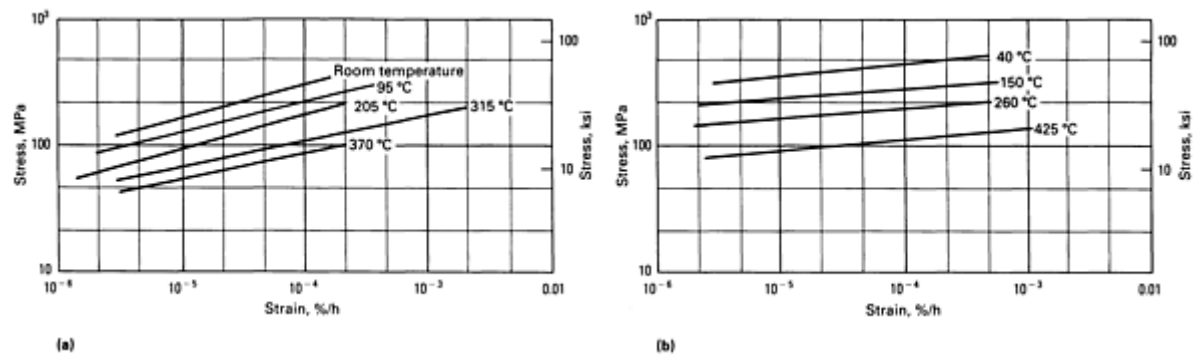 10³
100
10
Stress, MPa
100
10
Stress, ksi
Room temperature
95 °C
205 °C
315 °C
370 °C
10⁻⁶
10⁻⁵
10⁻⁴
10⁻³
0.01
Strain, %/h
(a)
10³
100
10
Stress, MPa
100
10
Stress, ksi
40 °C
150 °C
260 °C
425 °C
10⁻⁶
10⁻⁵
10⁻⁴
10⁻³
0.01
Strain, %/h
(b)